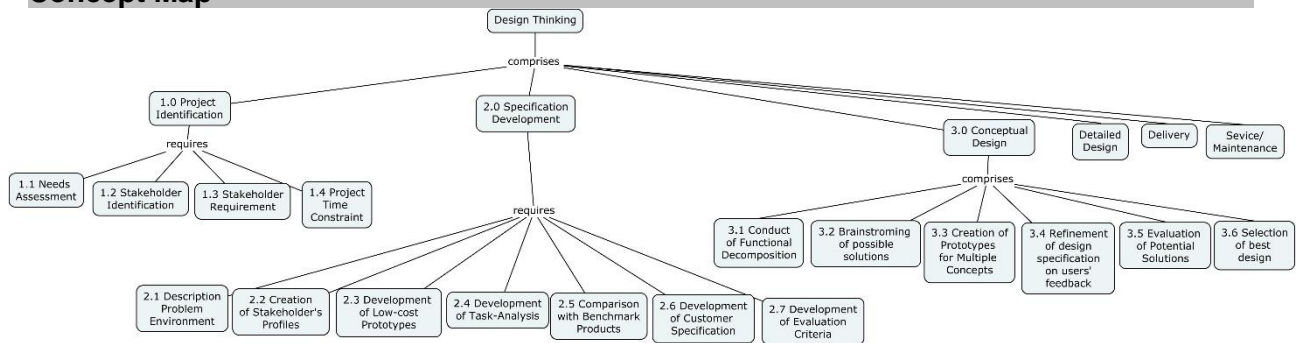 Concept Map
Design Thinking
comprises
1.0 Project
Identification
2.0 Specification
Development
3.0 Conceptual
Design
Detailed
Design
Delivery
Sevice/
Maintenance
requires
1.1 Needs
Assessment
1.2 Stakeholder
Identification
1.3 Stakeholder
Requirement
1.4 Project
Time
Constraint
requires
2.1 Description
Problem
Environment
2.2 Creation
of Stakeholder's
Profiles
2.3 Development
of Low-cost
Prototypes
2.4 Development
of Task-Analysis
2.5 Comparison
with Benchmark
Products
2.6 Development
of Customer
Specification
2.7 Development
of Evaluation
Criteria
comprises
3.1 Conduct
of Functional
Decomposition
3.2 Brainstroming
of possible
solutions
3.3 Creation of
Prototypes
for Multiple
Concepts
3.4 Refinement
of design
specification
on users'
feedback
3.5 Evaluation
of Potential
Solutions
3.6 Selection
of best
design